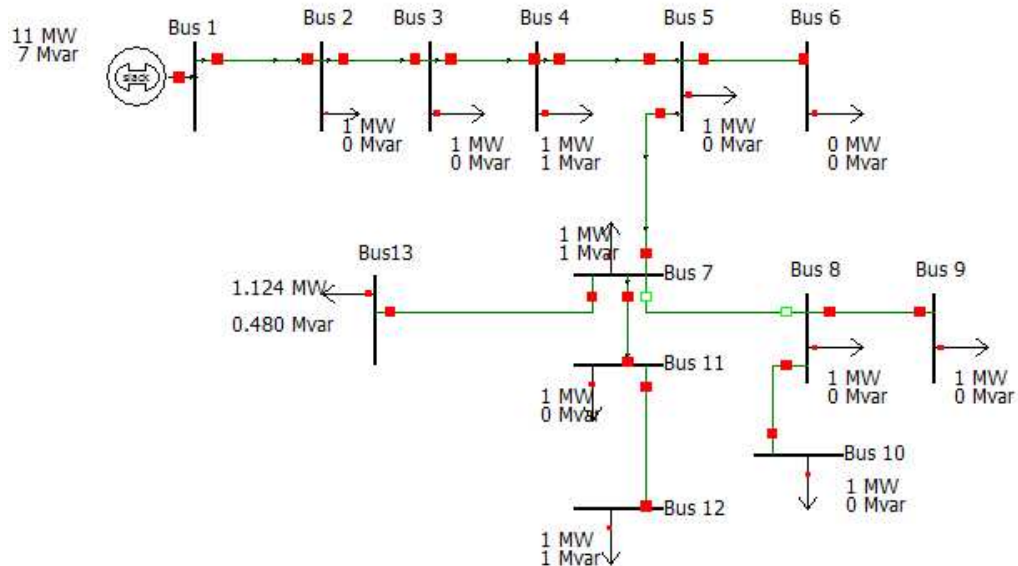 Bus 1
Bus 2
Bus 3
Bus 4
Bus 5
Bus 6
11 MW
7 Mvar
slack
1 MW
0 Mvar
1 MW
0 Mvar
1 MW
1 Mvar
1 MW
0 Mvar
0 MW
0 Mvar
Bus13
1 MW
1 Mvar
Bus 7
Bus 8
Bus 9
1.124 MW
0.480 Mvar
Bus 11
1 MW
0 Mvar
1 MW
0 Mvar
1 MW
0 Mvar
Bus 10
1 MW
0 Mvar
Bus 12
1 MW
1 Mvar